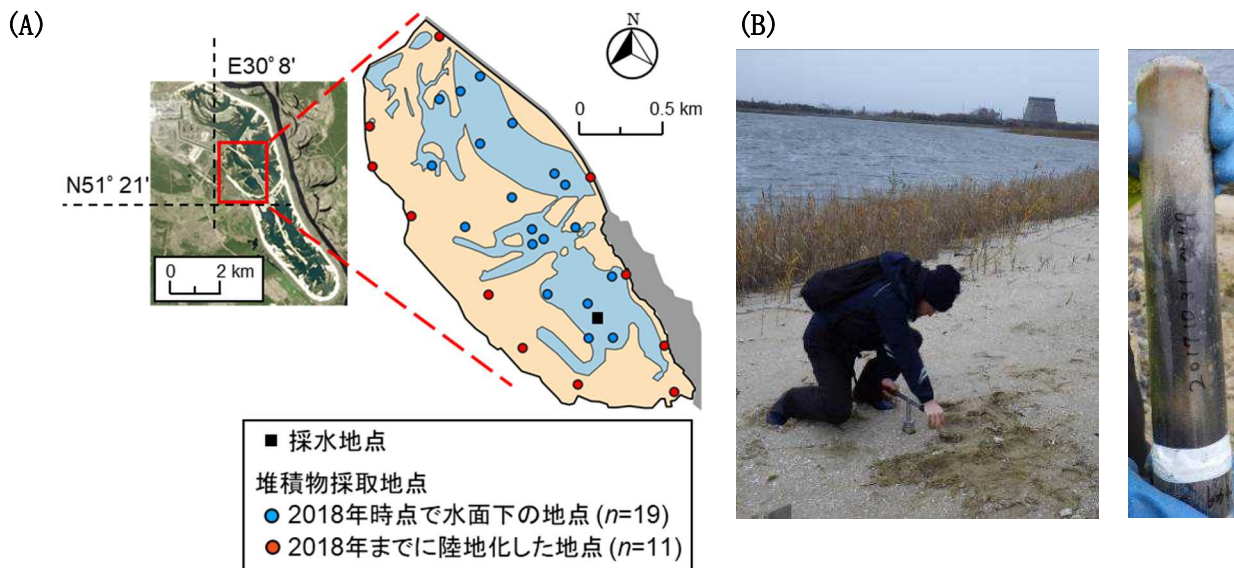 (A)
N
E30° 8'
0 0.5 km
N51° 21'
0 2 km
■ 採水地点
堆積物採取地点
2018年時点で水面下の地点 (n=19)
2018年までに陸地化した地点 (n=11)
(B)